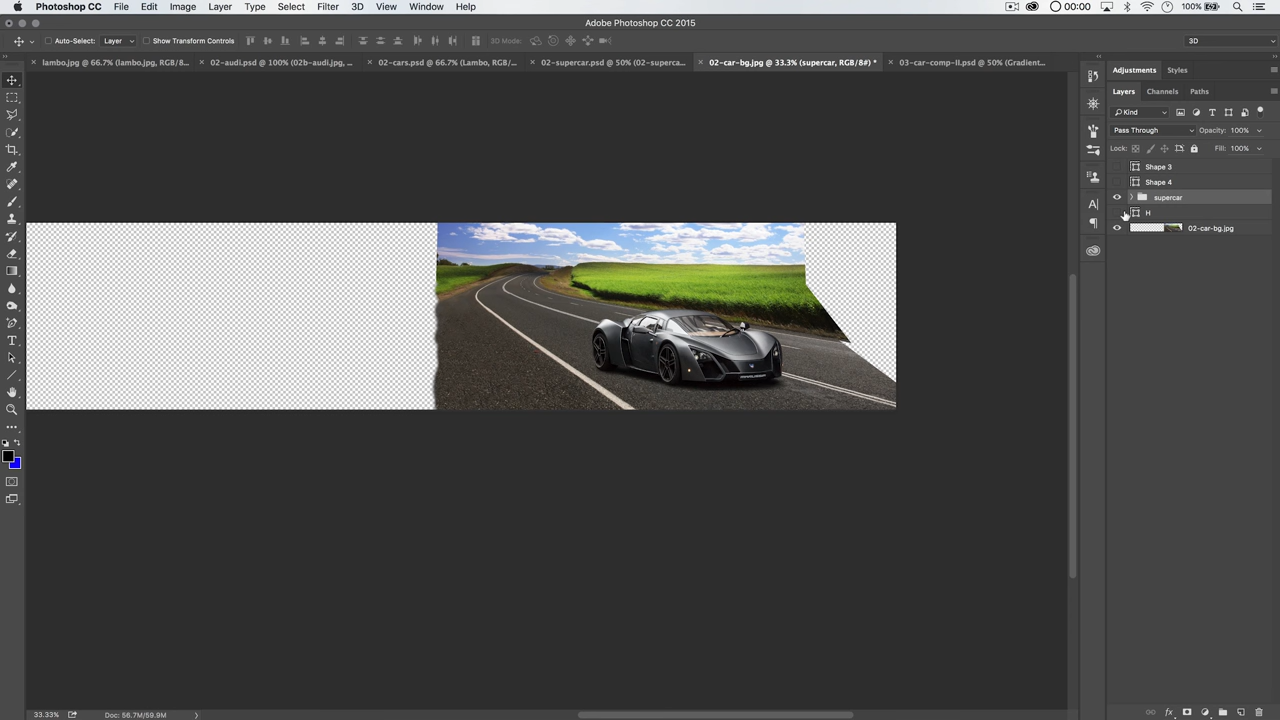 Photoshop CC File Edit Image Layer Type Select Filter 3D View Window Help 00:00 100%
Adobe Photoshop CC 2015
Auto-Select: Layer Show Transform Controls 3D Mode: 3D
lambo.jpg @ 66.7% (lambo.jpg, RGB/8... 02-audi.psd @ 100% (02b-audi.jpg, ... 02-cars.psd @ 66.7% (Lambo, RGB/... 02-supercar.psd @ 50% (02-superca... 02-car-bg.jpg @ 33.3% (supercar, RGB/8#) * 03-car-comp-II.psd @ 50% (Gradient...
Adjustments Styles
Layers Channels Paths
Kind
Pass Through Opacity: 100%
Lock: Fill: 100%
Shape 3
Shape 4
supercar
H
02-car-bg.jpg
33.33% Doc: 56.7M/59.9M